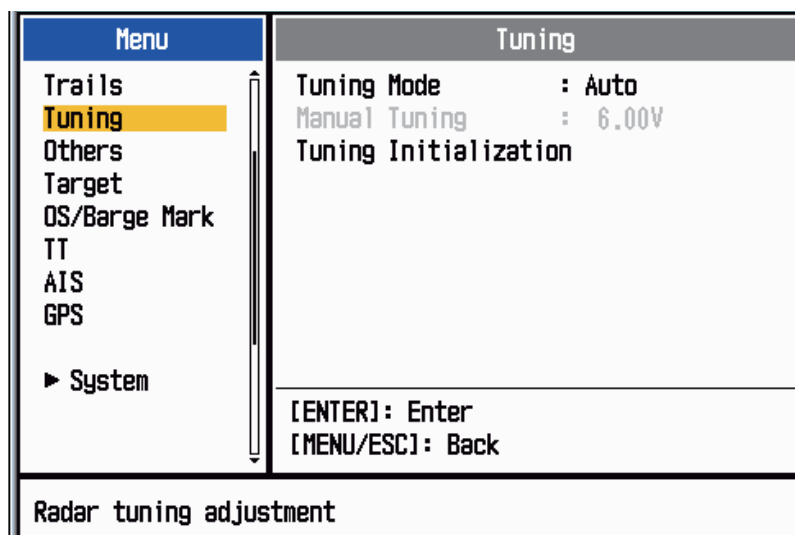 Menu
Trails
Tuning
Others
Target
OS/Barge Mark
TT
AIS
GPS
▶ System
Tuning
Tuning Mode : Auto
Manual Tuning : 6.00V
Tuning Initialization
[ENTER]: Enter
[MENU/ESC]: Back
Radar tuning adjustment